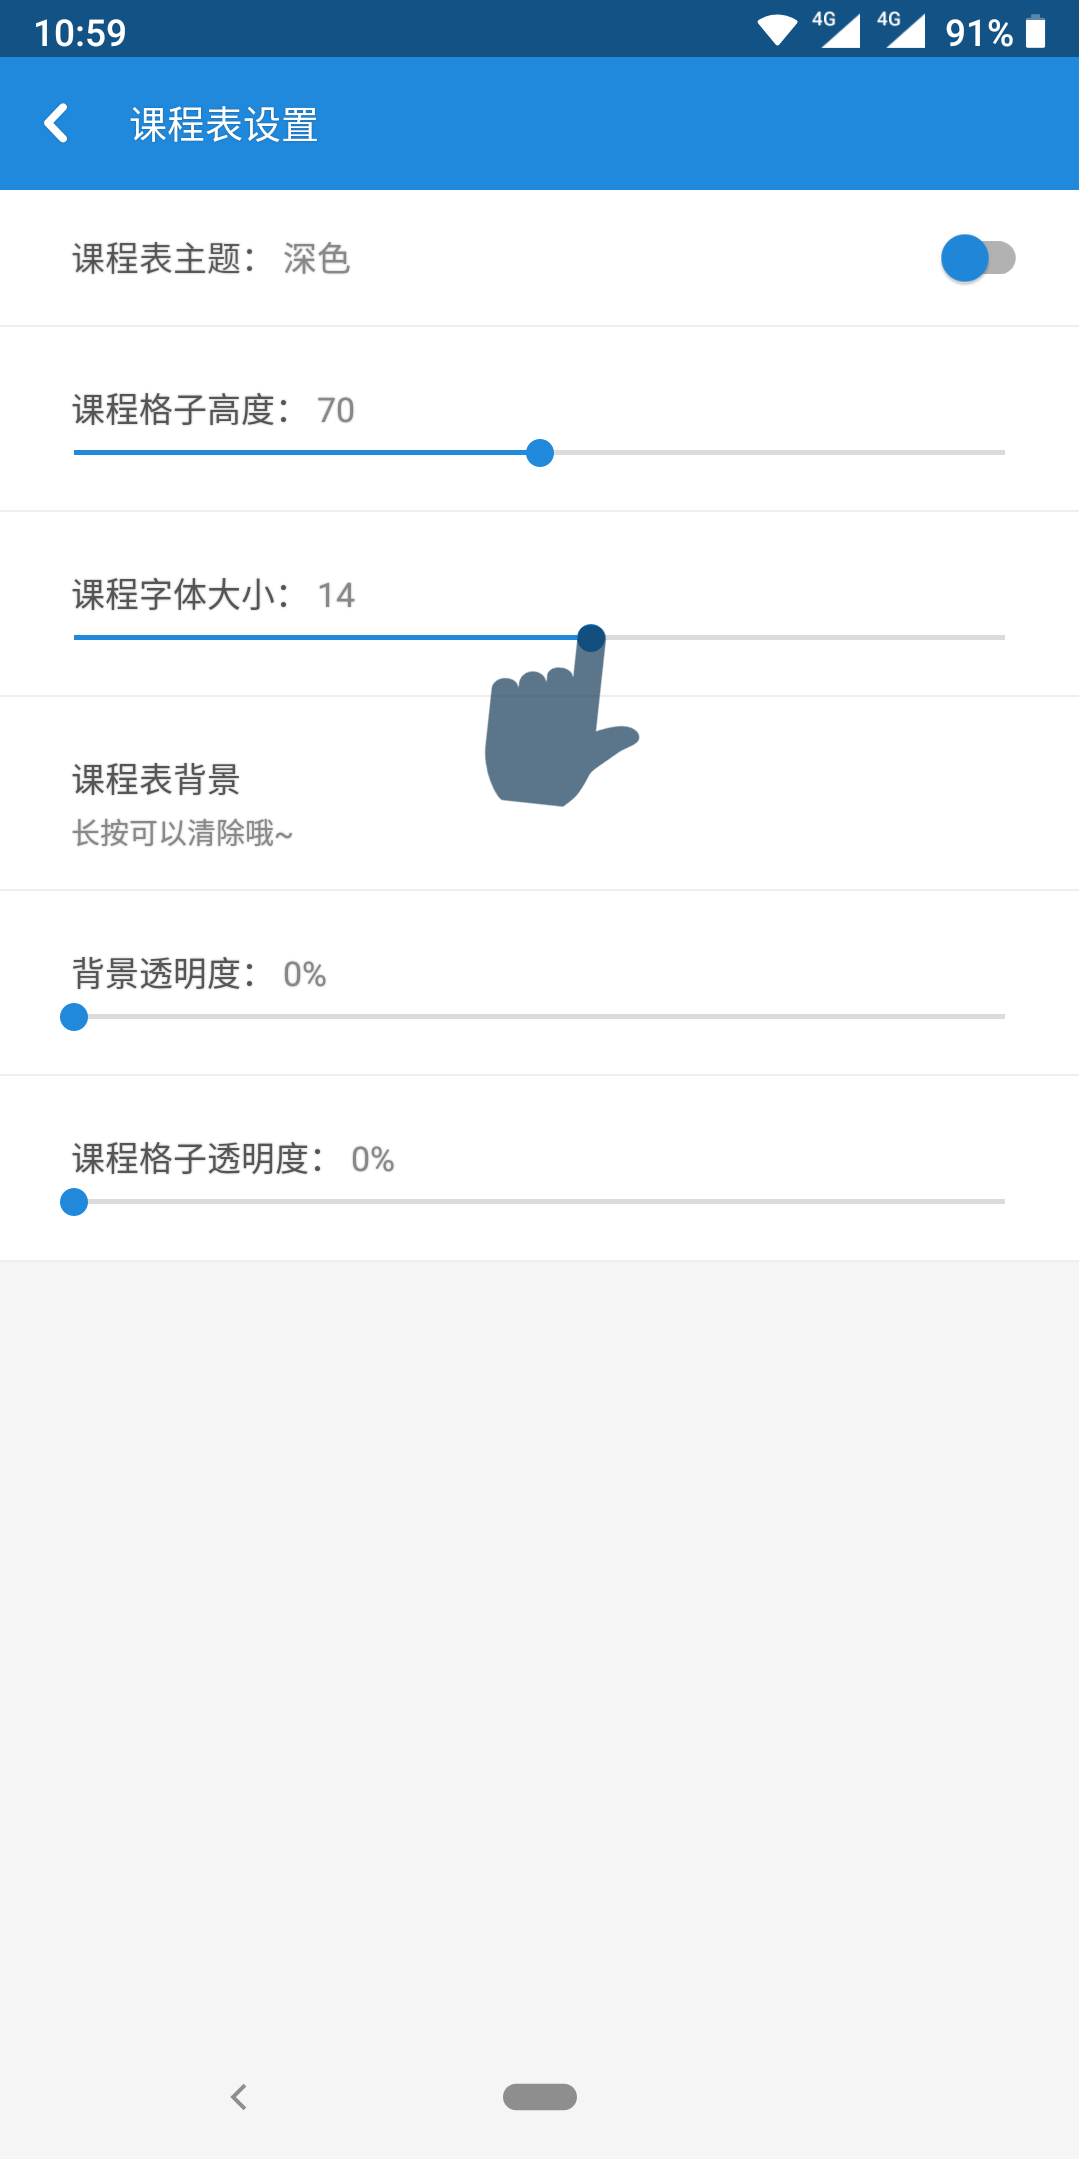 10:59 4G 4G 91%
课程表设置
课程表主题： 深色
课程格子高度： 70
课程字体大小： 14
课程表背景
长按可以清除哦~
背景透明度： 0%
课程格子透明度： 0%